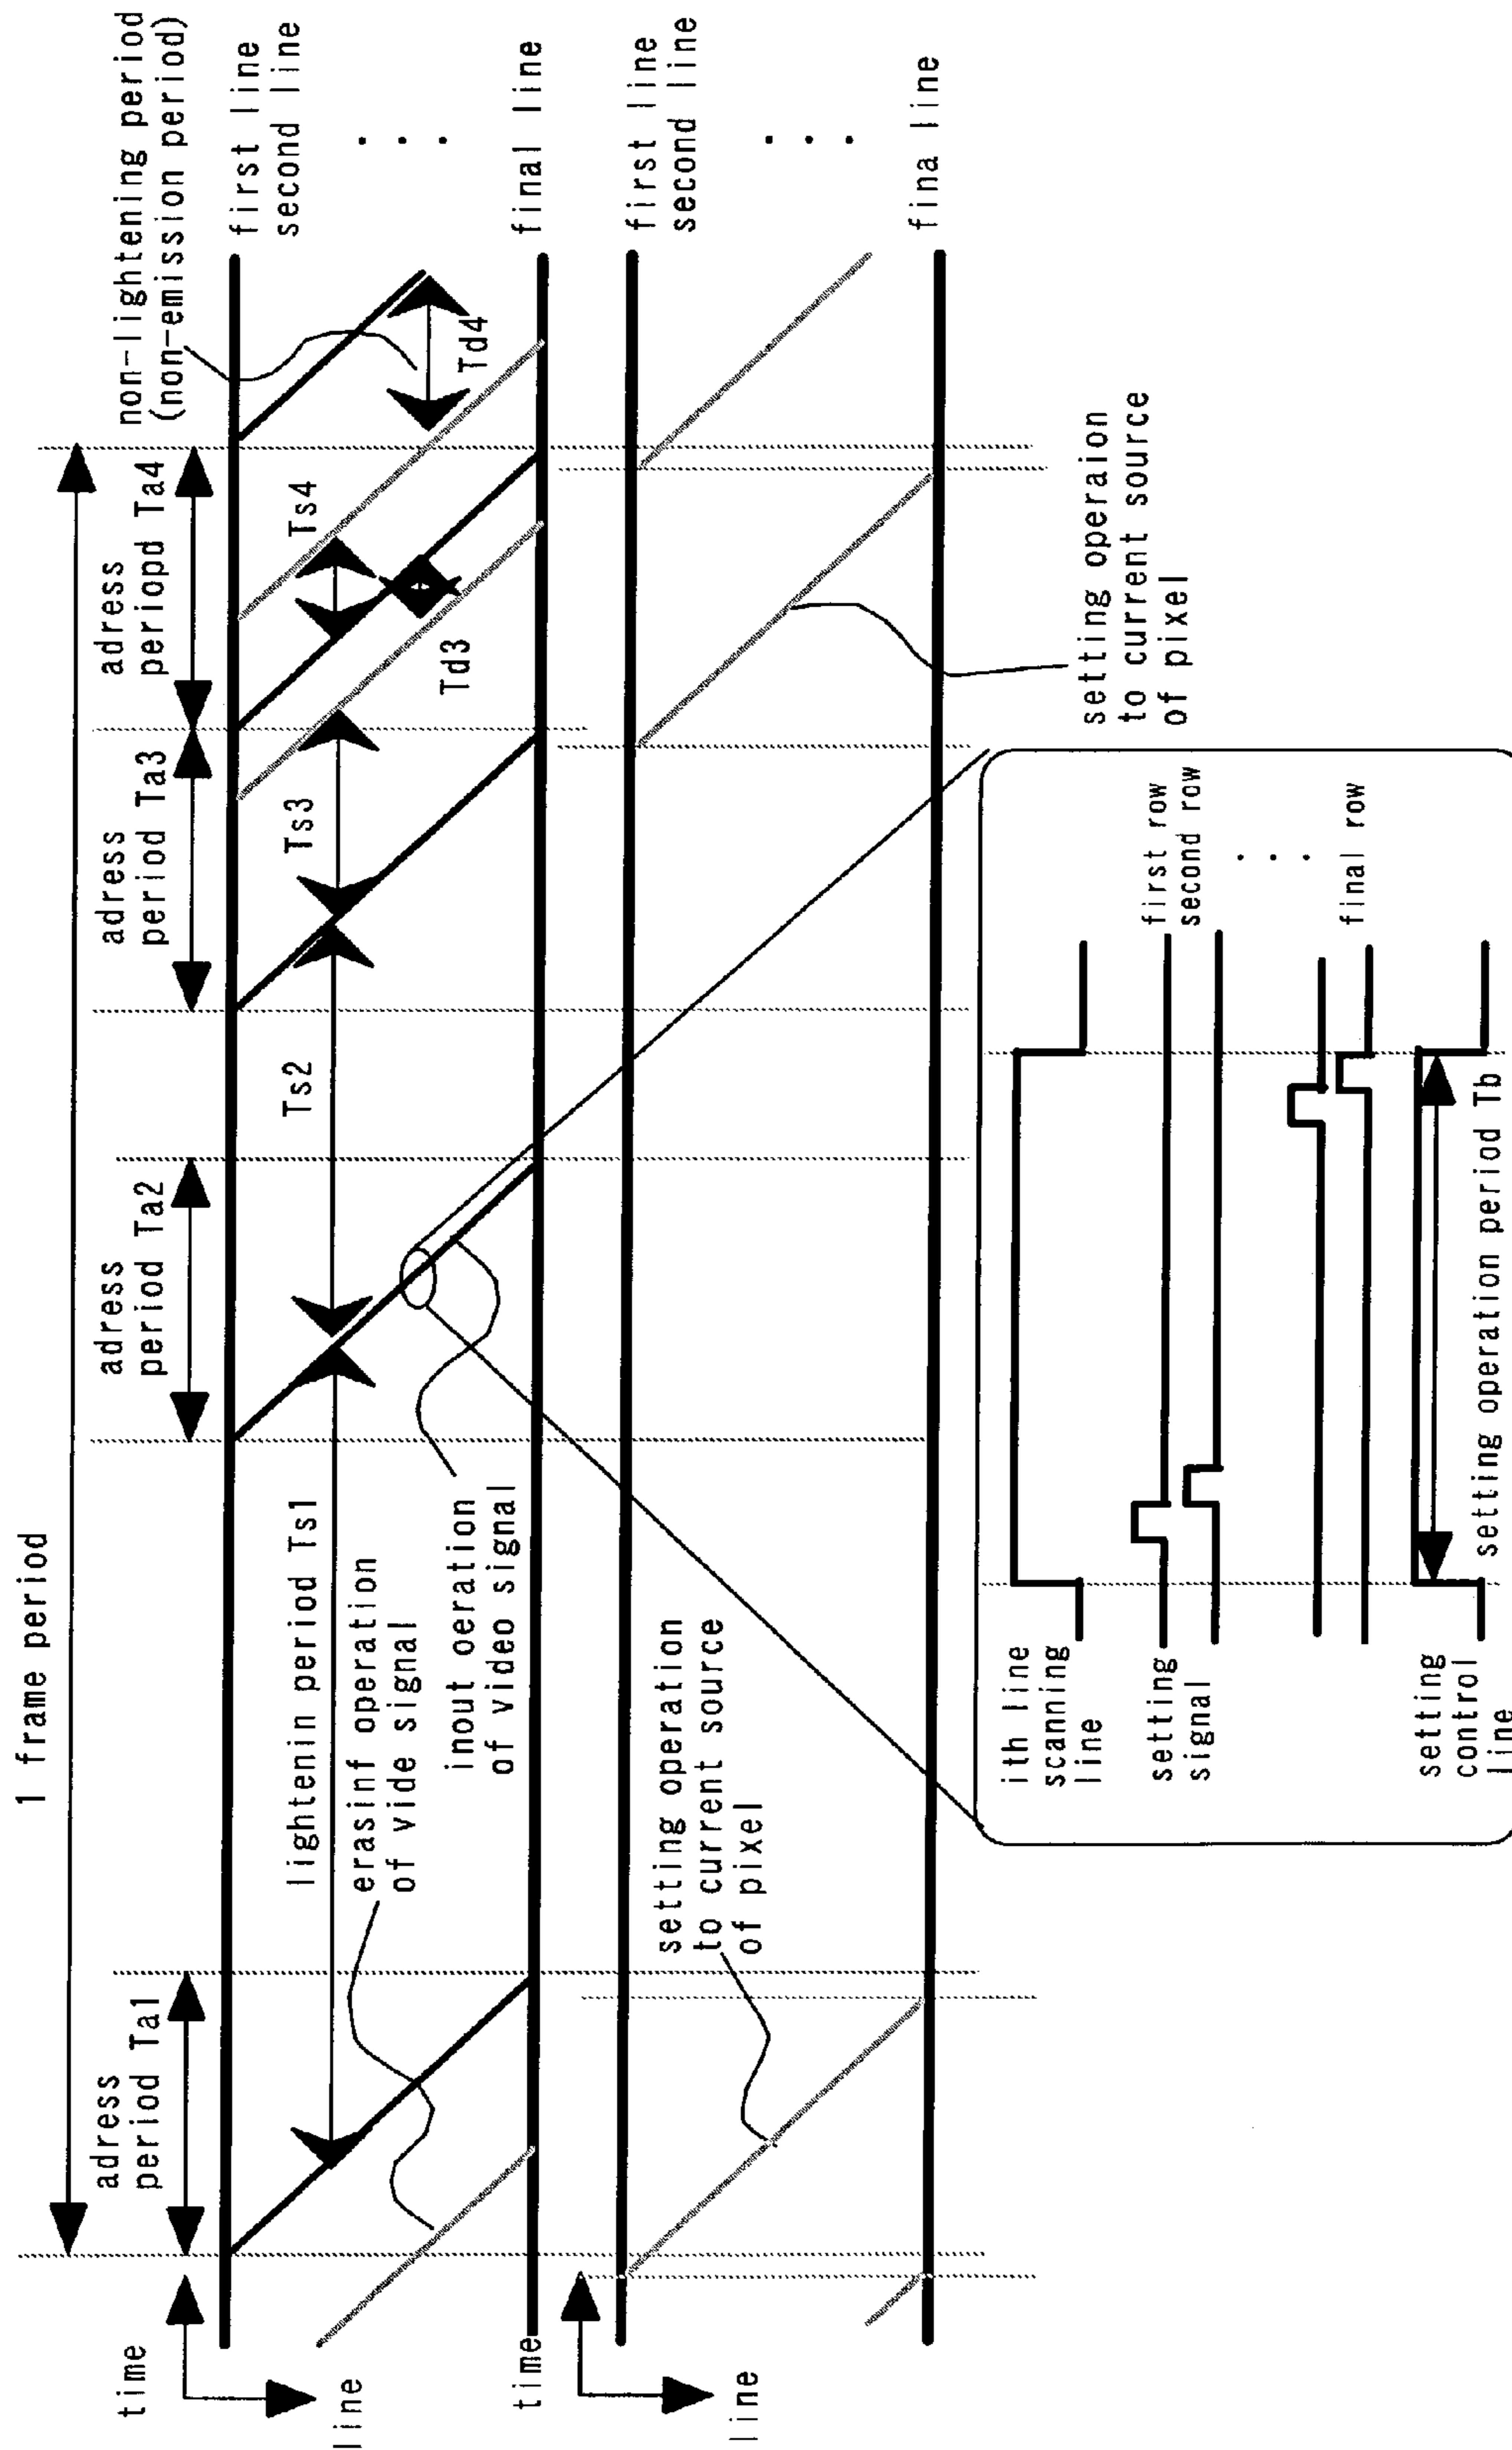 1 frame period
adress
period Ta1
adress
period Ta2
adress
period Ta3
adress
periopd Ta4
non-lightening period
(non-emission period)
time
line
first line
second line
. . .
final line
lightenin period Ts1
Ts2
Ts3
Ts4
Td3
Td4
erasinf operation
of vide signal
inout oeration
of video signal
time
line
first line
second line
. . .
final line
setting operation
to current source
of pixel
setting operaion
to current source
of pixel
ith line
scanning
line
setting
signal
first row
second row
. . .
final row
setting
control
line
setting operation period Tb